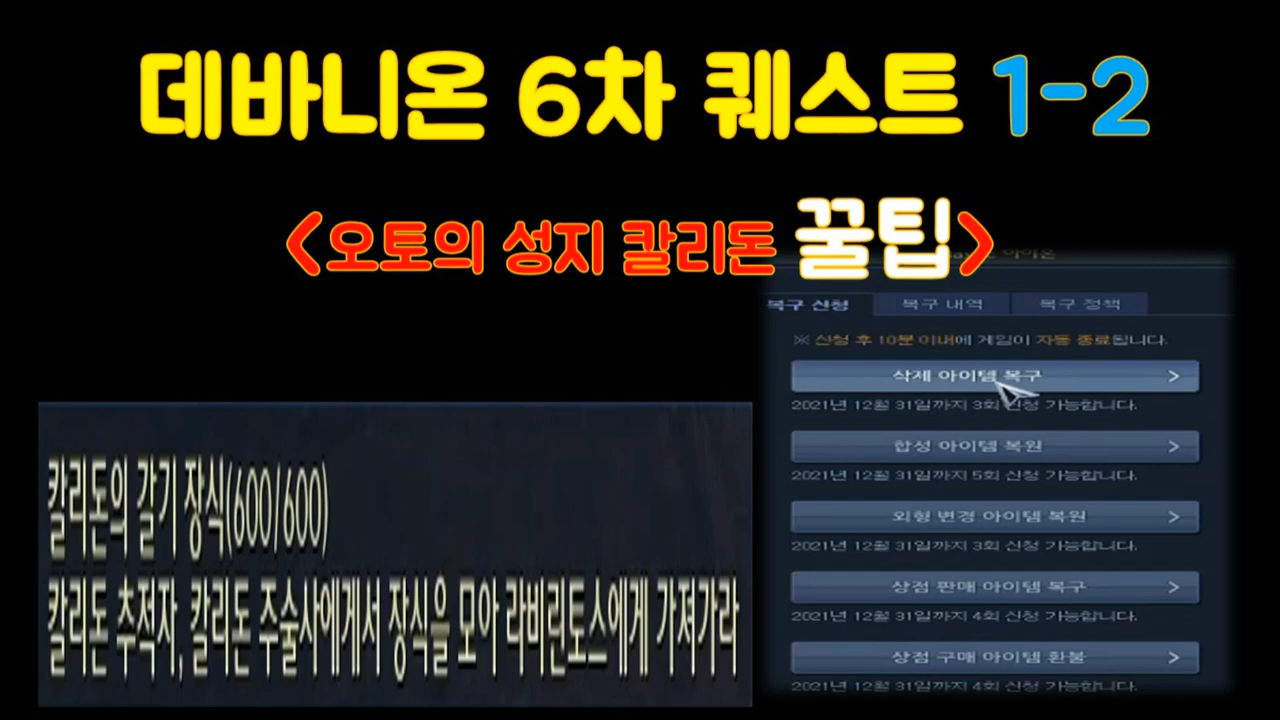 데바니온 6차 퀘스트 1-2
<오토의 성지 칼리돈 꿀팁>
아이온
복구 신청 복구 내역 복구 정책
※ 신청 후 10분 이내에 게임이 자동 종료됩니다.
삭제 아이템 복구 >
2021년 12월 31일까지 3회 신청 가능합니다.
합성 아이템 복원 >
2021년 12월 31일까지 5회 신청 가능합니다.
외형 변경 아이템 복원 >
2021년 12월 31일까지 3회 신청 가능합니다.
상점 판매 아이템 복구 >
2021년 12월 31일까지 4회 신청 가능합니다.
상점 구매 아이템 환불 >
2021년 12월 31일까지 4회 신청 가능합니다.
칼리돈의 갈기 장식(600/600)
칼리돈 추적자, 칼리돈 주술사에게서 장식을 모아 라비린토스에게 가져가라